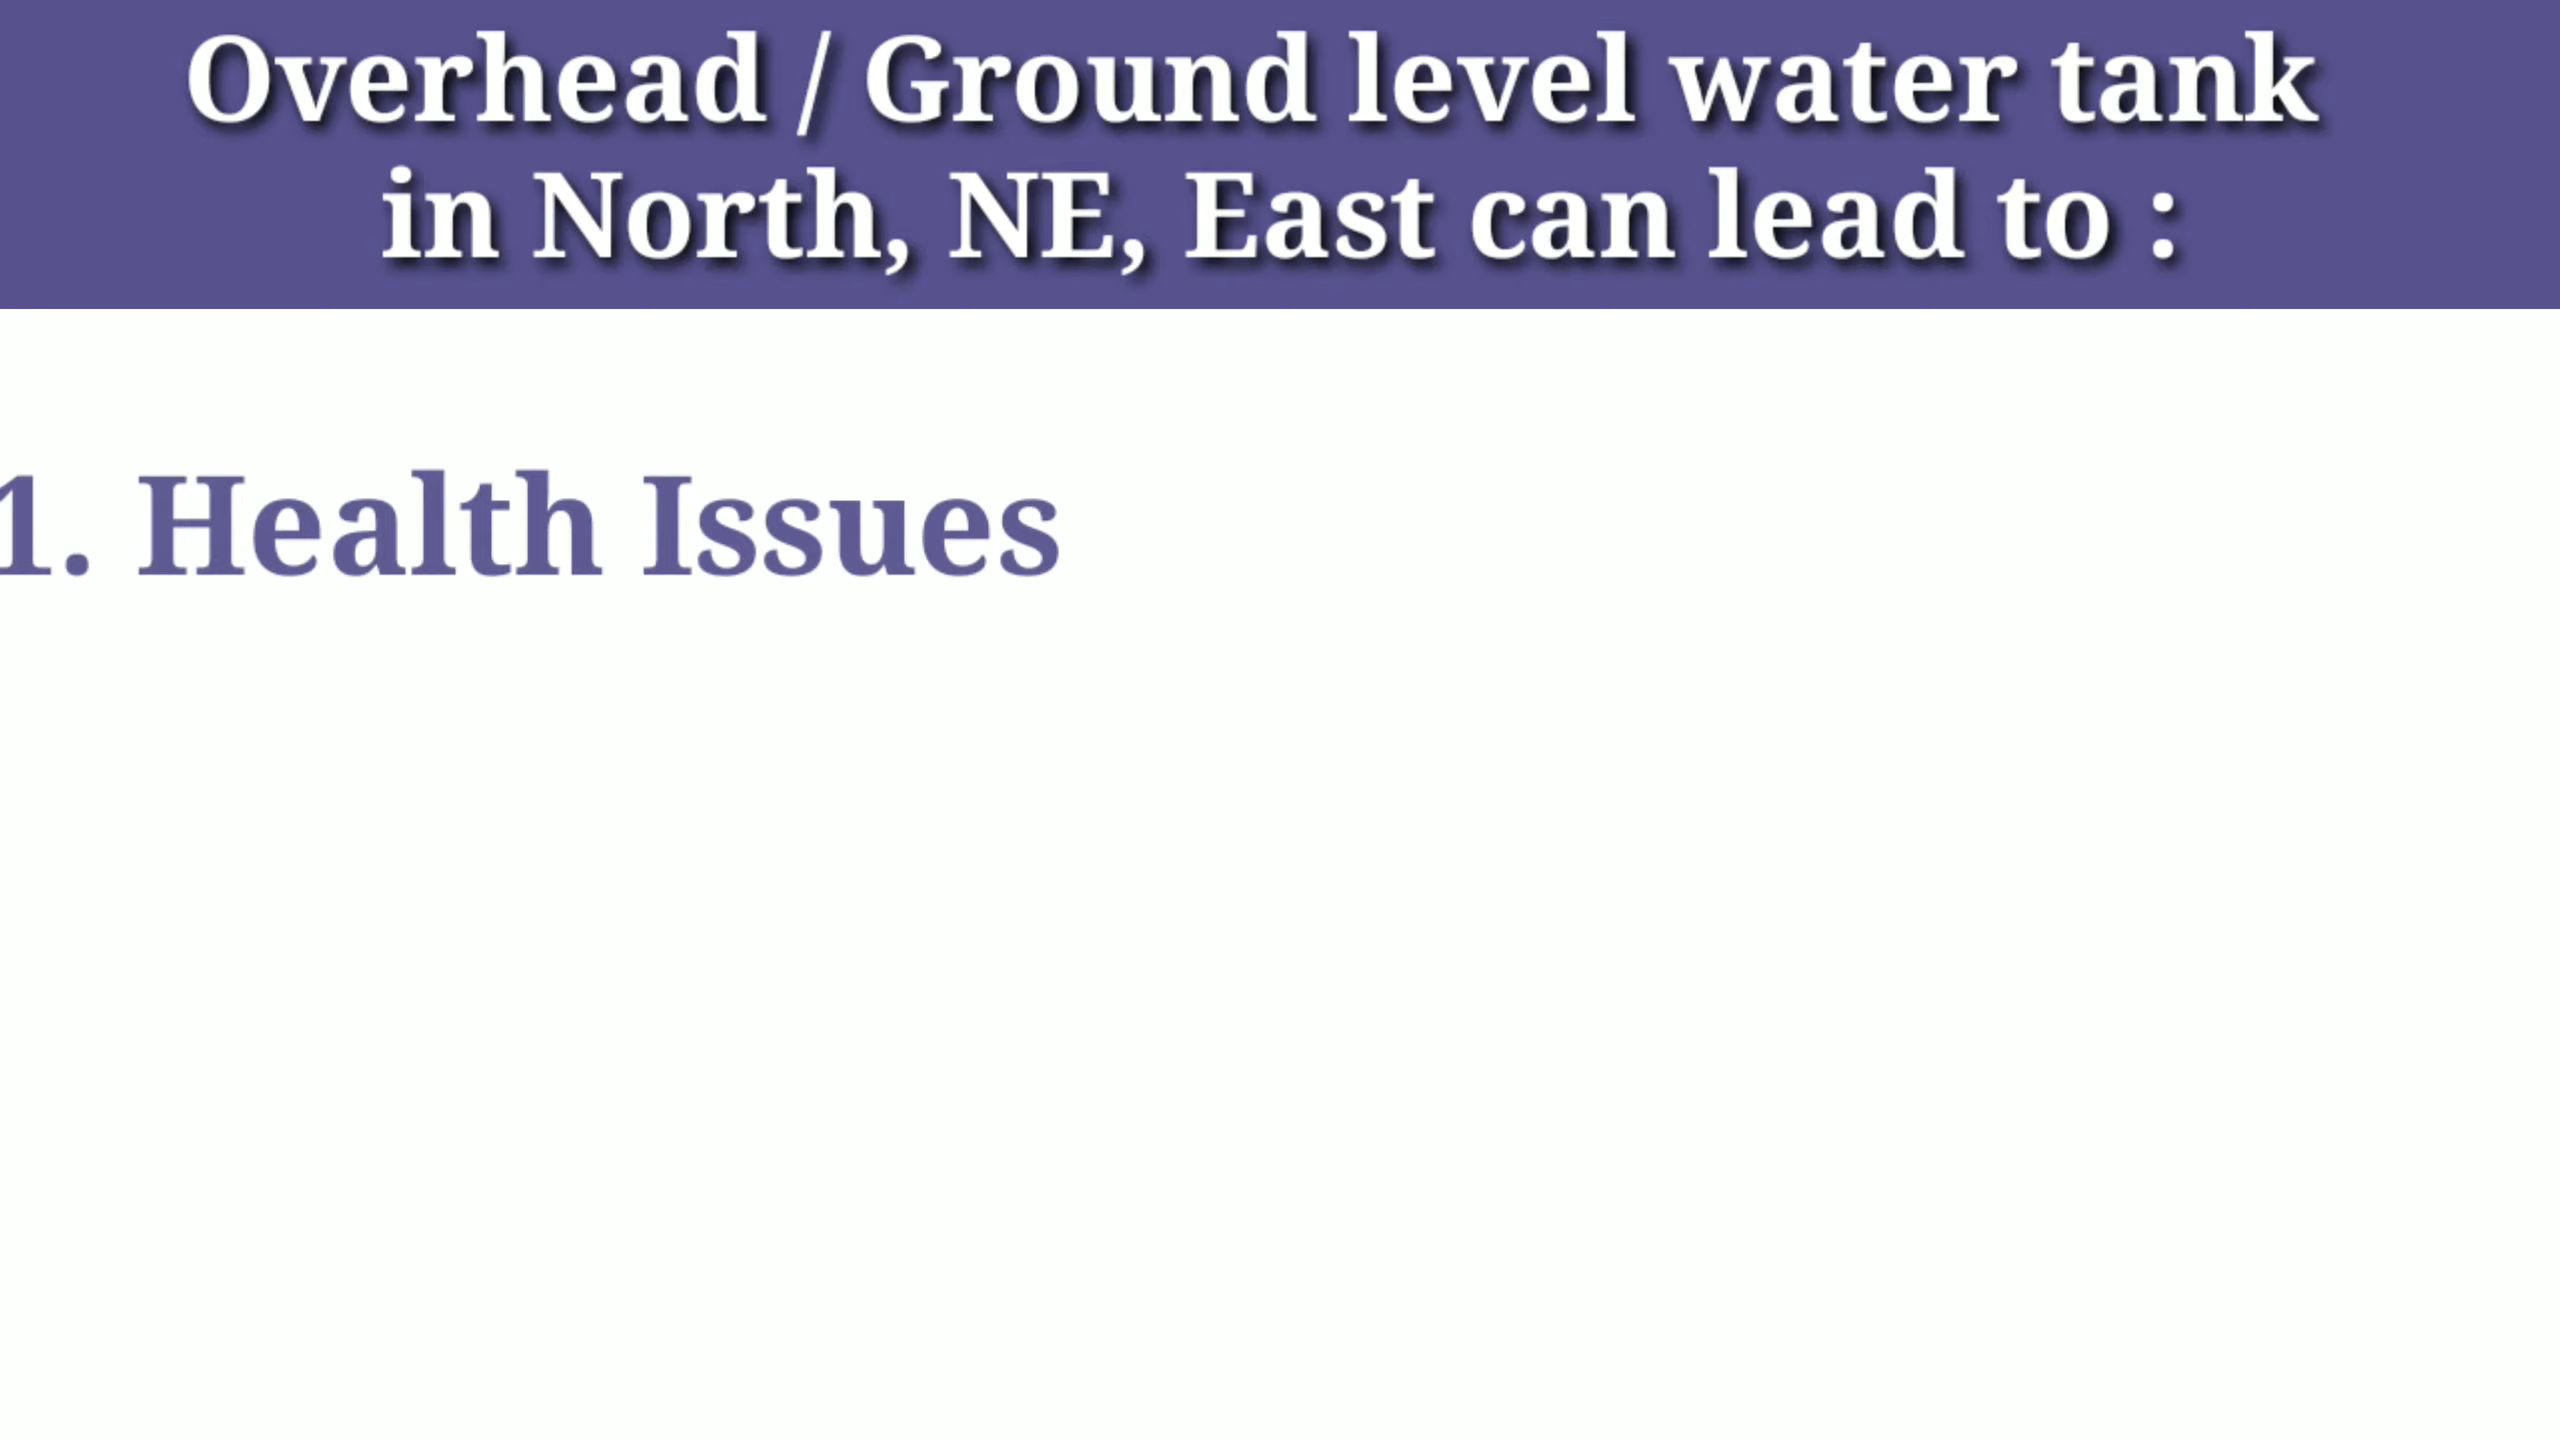 Overhead / Ground level water tank
in North, NE, East can lead to :
1. Health Issues